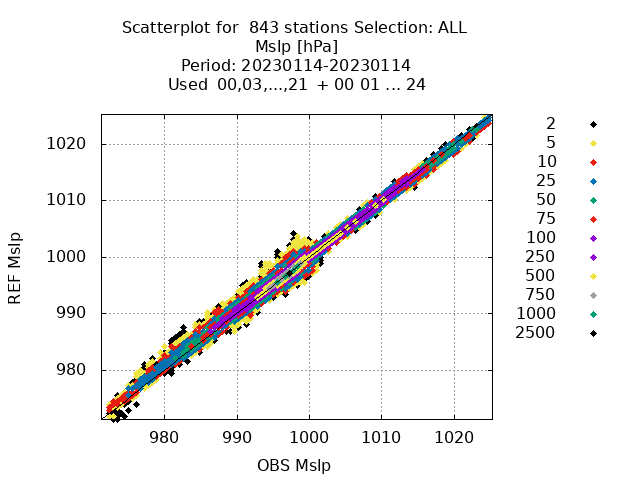 Scatterplot for  843 stations Selection: ALL
Mslp [hPa]
Period: 20230114-20230114
Used  00,03,...,21  + 00 01 ... 24
REF Mslp
1020
1010
1000
990
980
980 990 1000 1010 1020
OBS Mslp
2
5
10
25
50
75
100
250
500
750
1000
2500